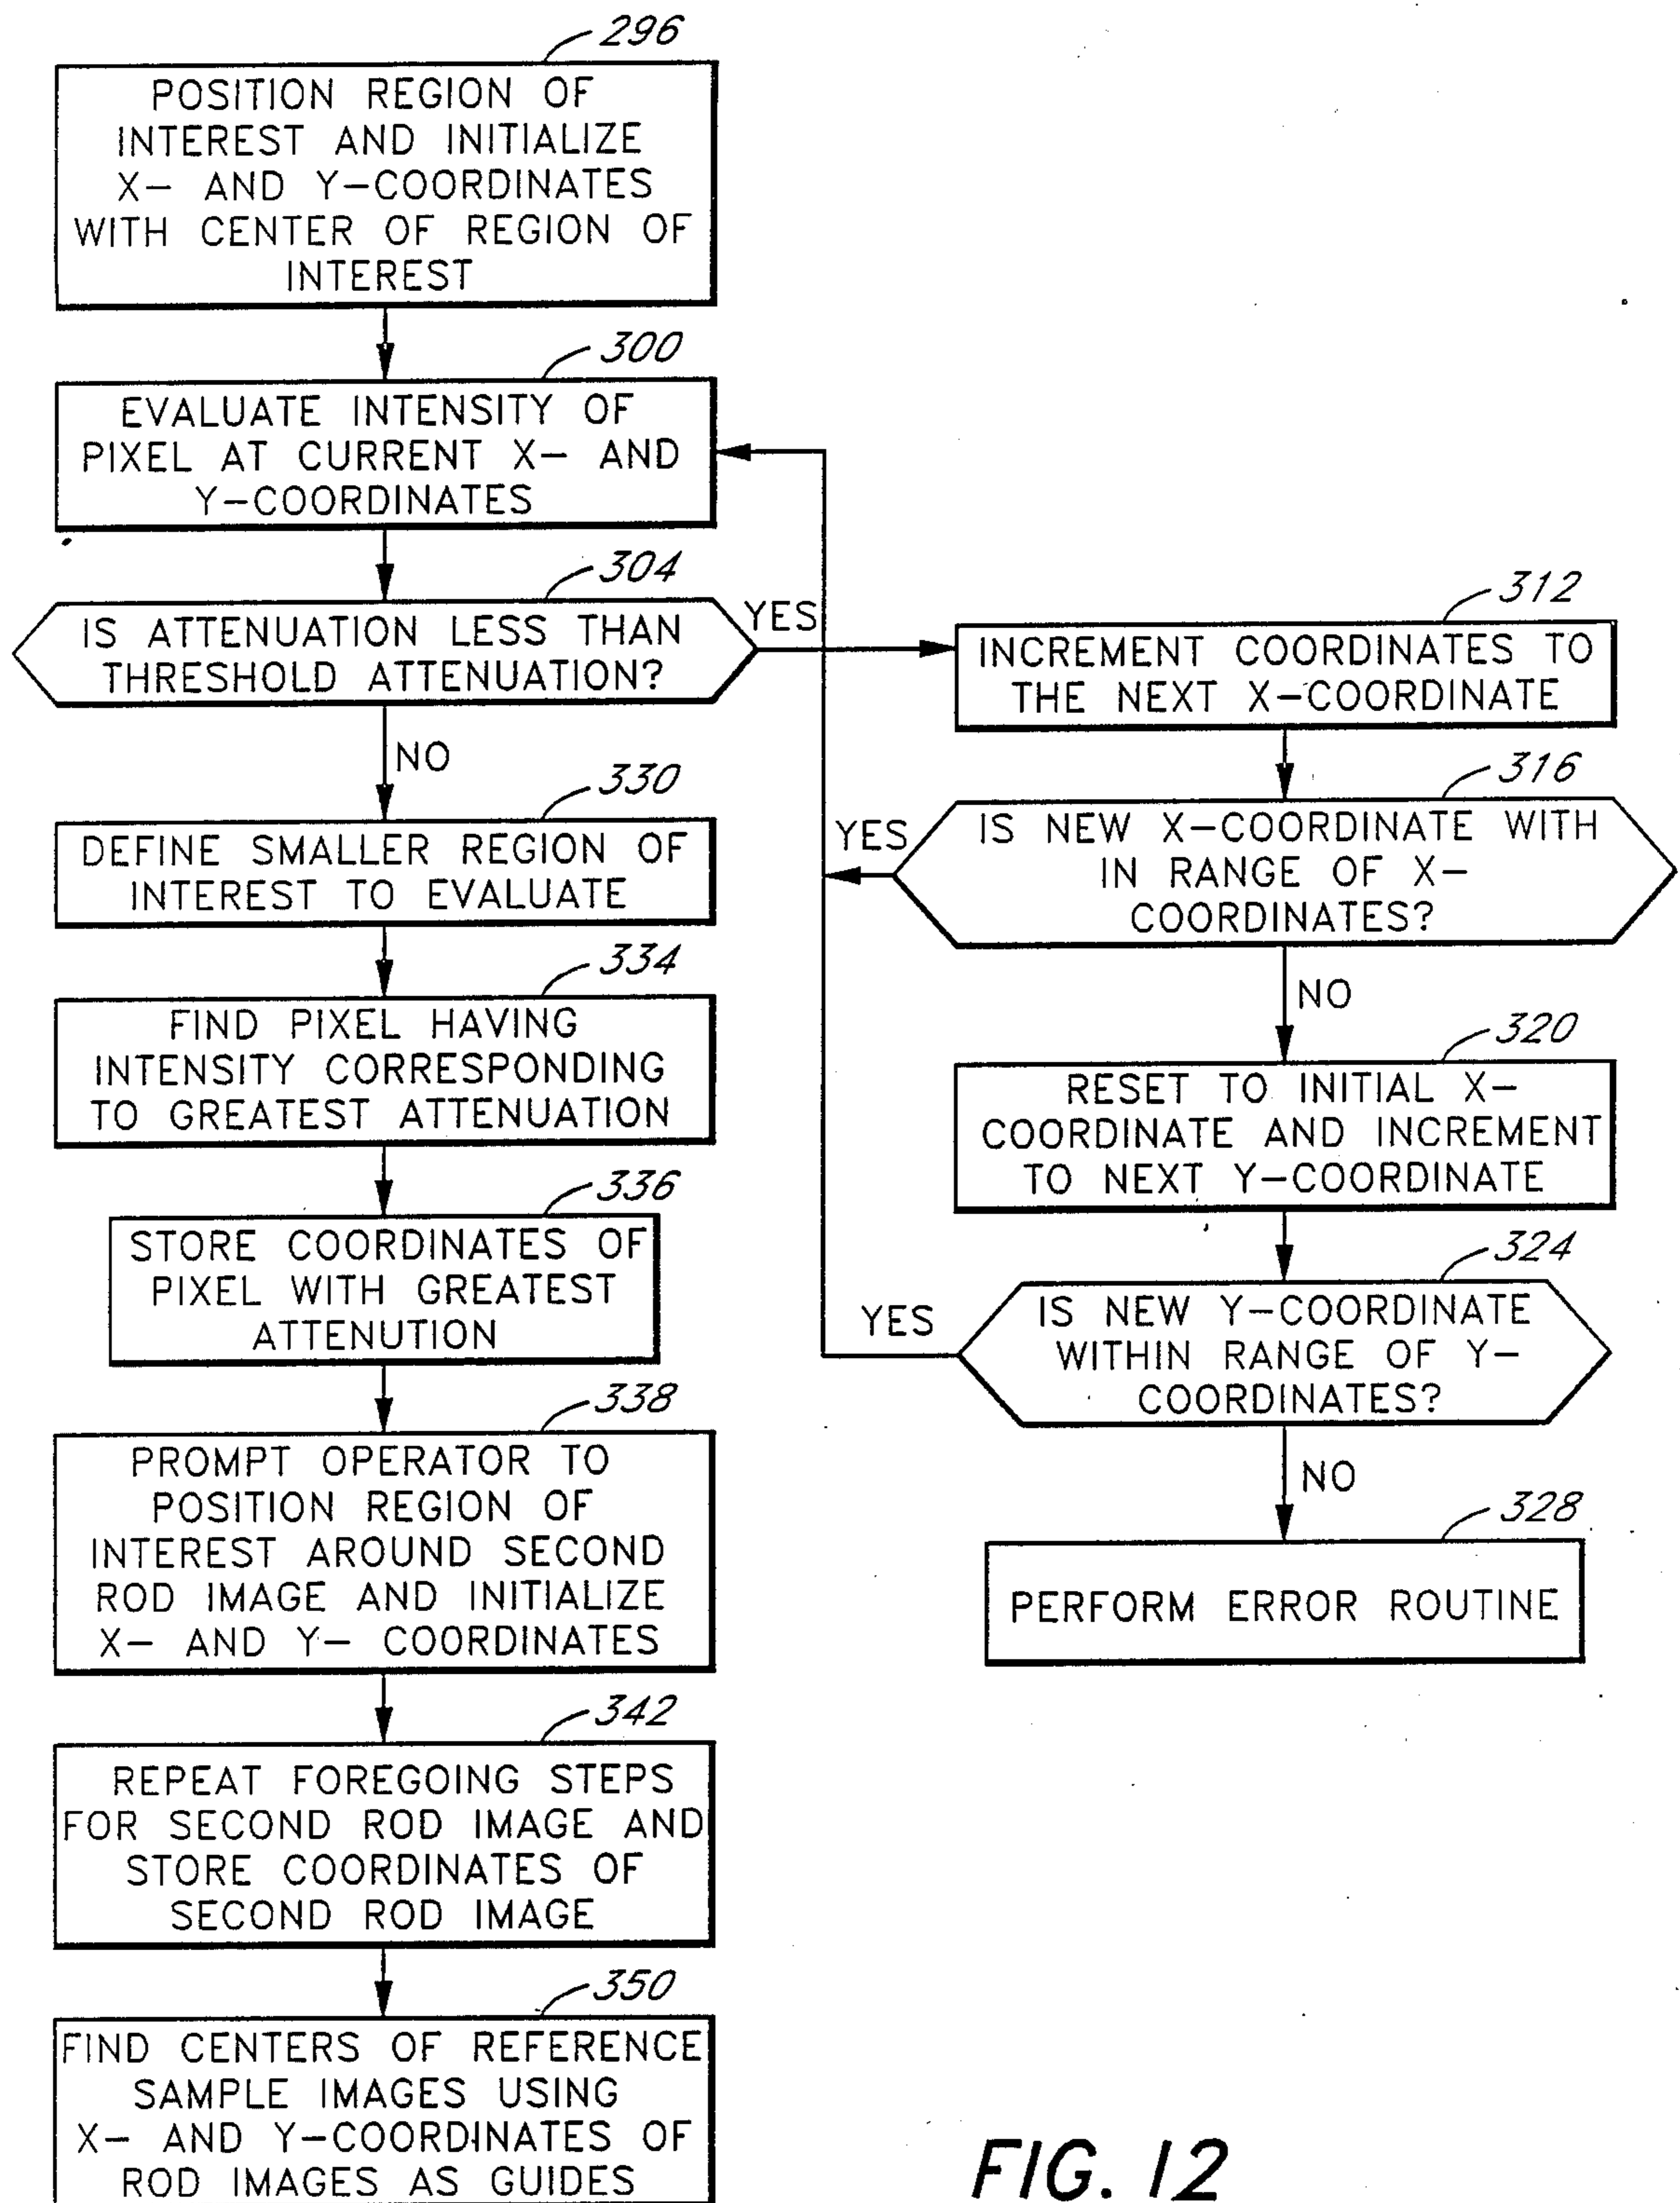 296
POSITION REGION OF
INTEREST AND INITIALIZE
X- AND Y-COORDINATES
WITH CENTER OF REGION OF
INTEREST
300
EVALUATE INTENSITY OF
PIXEL AT CURRENT X- AND
Y-COORDINATES
304
IS ATTENUATION LESS THAN
THRESHOLD ATTENUATION?
YES
NO
312
INCREMENT COORDINATES TO
THE NEXT X-COORDINATE
316
IS NEW X-COORDINATE WITH
IN RANGE OF X-
COORDINATES?
YES
NO
320
RESET TO INITIAL X-
COORDINATE AND INCREMENT
TO NEXT Y-COORDINATE
324
IS NEW Y-COORDINATE
WITHIN RANGE OF Y-
COORDINATES?
YES
NO
328
PERFORM ERROR ROUTINE
330
DEFINE SMALLER REGION OF
INTEREST TO EVALUATE
334
FIND PIXEL HAVING
INTENSITY CORRESPONDING
TO GREATEST ATTENUATION
336
STORE COORDINATES OF
PIXEL WITH GREATEST
ATTENUTION
338
PROMPT OPERATOR TO
POSITION REGION OF
INTEREST AROUND SECOND
ROD IMAGE AND INITIALIZE
X- AND Y- COORDINATES
342
REPEAT FOREGOING STEPS
FOR SECOND ROD IMAGE AND
STORE COORDINATES OF
SECOND ROD IMAGE
350
FIND CENTERS OF REFERENCE
SAMPLE IMAGES USING
X- AND Y-COORDINATES OF
ROD IMAGES AS GUIDES
FIG. 12